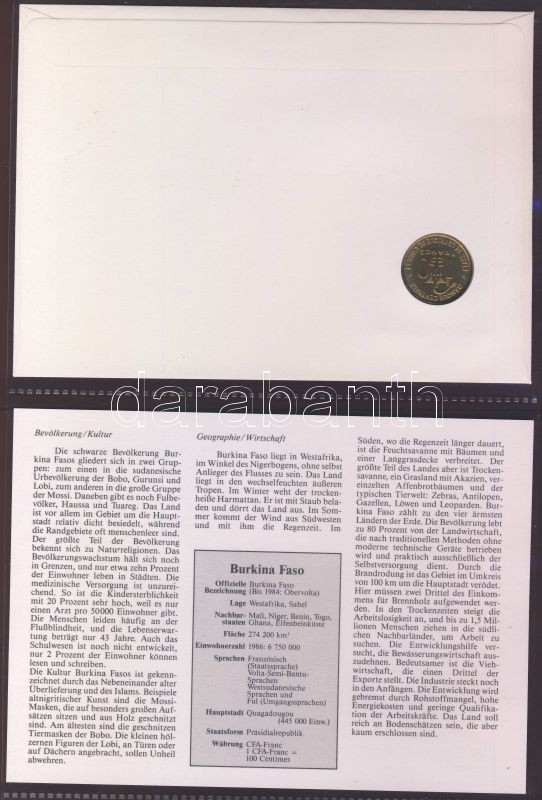 BANQUE CENTRALE
25
FRANCS
darabanth
Bevölkerung/Kultur
Die schwarze Bevölkerung Bur-
kina Fasos gliedert sich in zwei Grup-
pen: zum einen in die sudanesische
Urbevölkerung der Bobo, Gurunsi und
Lobi, zum anderen in die große Gruppe
der Mossi. Daneben gibt es noch Fulbe-
völker, Haussa und Tuareg. Das Land
ist vor allem im Gebiet um die Haupt-
stadt relativ dicht besiedelt, während
die Randgebiete oft menschenleer sind.
Der größte Teil der Bevölkerung
bekennt sich zu Naturreligionen. Das
Bevölkerungswachstum hält sich noch
in Grenzen, und nur etwa zehn Prozent
der Einwohner leben in Städten. Die
medizinische Versorgung ist unzurei-
chend. So ist die Kindersterblichkeit
mit 20 Prozent sehr hoch, weil es nur
einen Arzt pro 50000 Einwohner gibt.
Die Menschen leiden häufig an der
Flußblindheit, und die Lebenserwar-
tung beträgt nur 43 Jahre. Auch das
Schulwesen ist noch nicht entwickelt,
nur 2 Prozent der Einwohner können
lesen und schreiben.
Die Kultur Burkina Fasos ist gekenn-
zeichnet durch das Nebeneinander alter
Überlieferung und des Islams. Beispiele
altnigritischer Kunst sind die Mossi-
Masken, die auf besonders großen Auf-
sätzen sitzen und aus Holz geschnitzt
sind. Am ältesten sind die geschnitzten
Tiermasken der Bobo. Die kleinen höl-
zernen Figuren der Lobi, an Türen oder
auf Dächern angebracht, sollen Unheil
abwehren.
Geographie/Wirtschaft
Burkina Faso liegt in Westafrika,
im Winkel des Nigerbogens, ohne selbst
Anlieger des Flusses zu sein. Das Land
liegt in den wechselfeuchten äußeren
Tropen. Im Winter weht der trocken-
heiße Harmattan. Er ist mit Staub bela-
den und dörrt das Land aus. Im Som-
mer kommt der Wind aus Südwesten
und mit ihm die Regenzeit. Im
Burkina Faso
Offizielle Burkina Faso
Bezeichnung (Bis 1984: Obervolta)
Lage Westafrika, Sahel
Nachbar- Mali, Niger, Benin, Togo,
staaten Ghana, Elfenbeinküste
Fläche 274 200 km²
Einwohnerzahl 1986: 6 750 000
Sprachen Französisch
(Staatssprache)
Volta-Semi-Bantu-
Sprachen
Westsudanesische
Sprachen und
Ful (Umgangssprachen)
Hauptstadt Quagadougou
(445 000 Einw.)
Staatsform Präsidialrepublik
Währung CFA-Franc
1 CFA-Franc =
100 Centimes
Süden, wo die Regenzeit länger dauert,
ist die Feuchtsavanne mit Bäumen und
einer Langgrasdecke verbreitet. Der
größte Teil des Landes aber ist Trocken-
savanne, ein Grasland mit Akazien, ver-
einzelten Affenbrotbäumen und der
typischen Tierwelt: Zebras, Antilopen,
Gazellen, Löwen und Leoparden. Bur-
kina Faso zählt zu den vier ärmsten
Ländern der Erde. Die Bevölkerung lebt
zu 80 Prozent von der Landwirtschaft,
die nach traditionellen Methoden ohne
moderne technische Geräte betrieben
wird und praktisch ausschließlich der
Selbstversorgung dient. Durch die
Brandrodung ist das Gebiet im Umkreis
von 100 km um die Hauptstadt verödet.
Hier müssen zwei Drittel des Einkom-
mens für Brennholz aufgewendet wer-
den. In den Trockenzeiten steigt die
Arbeitslosigkeit an, und bis zu 1,5 Mil-
lionen Menschen ziehen in die südli-
chen Nachbarländer, um Arbeit zu
suchen. Die Entwicklungshilfe ver-
sucht, die Bewässerungswirtschaft aus-
zudehnen. Bedeutsamer ist die Vieh-
wirtschaft, die einen Drittel der
Exporte stellt. Die Industrie steckt noch
in den Anfängen. Die Entwicklung wird
gebremst durch Rohstoffmangel, hohe
Energiekosten und geringe Qualifika-
tion der Arbeitskräfte. Das Land soll
reich an Bodenschätzen sein, die aber
kaum erschlossen sind.